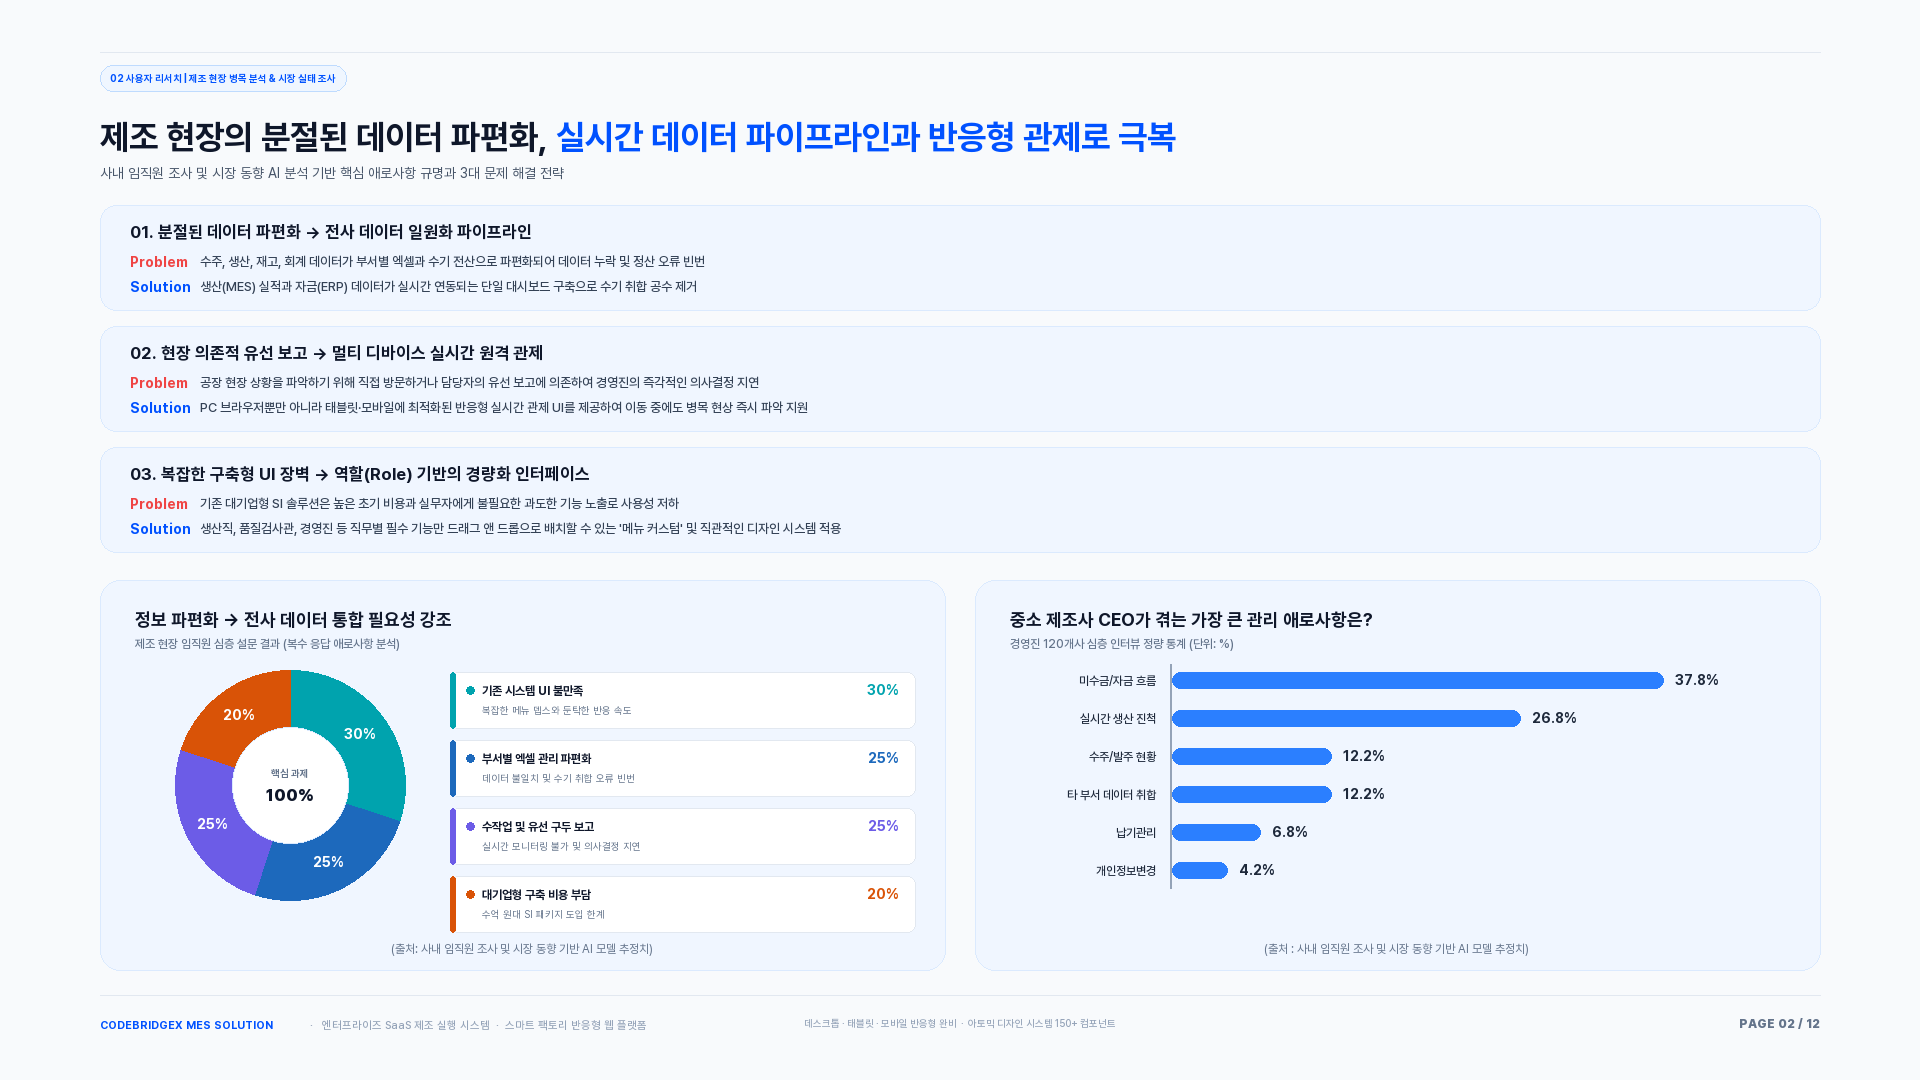 02 사용자 리서치 | 제조 현장 병목 분석 & 시장 실태 조사
제조 현장의 분절된 데이터 파편화, 실시간 데이터 파이프라인과 반응형 관제로 극복
사내 임직원 조사 및 시장 동향 AI 분석 기반 핵심 애로사항 규명과 3대 문제 해결 전략
01. 분절된 데이터 파편화 → 전사 데이터 일원화 파이프라인
Problem 수주, 생산, 재고, 회계 데이터가 부서별 엑셀과 수기 전산으로 파편화되어 데이터 누락 및 정산 오류 빈번
Solution 생산(MES) 실적과 자금(ERP) 데이터가 실시간 연동되는 단일 대시보드 구축으로 수기 취합 공수 제거
02. 현장 의존적 유선 보고 → 멀티 디바이스 실시간 원격 관제
Problem 공장 현장 상황을 파악하기 위해 직접 방문하거나 담당자의 유선 보고에 의존하여 경영진의 즉각적인 의사결정 지연
Solution PC 브라우저뿐만 아니라 태블릿·모바일에 최적화된 반응형 실시간 관제 UI를 제공하여 이동 중에도 병목 현상 즉시 파악 지원
03. 복잡한 구축형 UI 장벽 → 역할(Role) 기반의 경량화 인터페이스
Problem 기존 대기업형 SI 솔루션은 높은 초기 비용과 실무자에게 불필요한 과도한 기능 노출로 사용성 저하
Solution 생산직, 품질검사관, 경영진 등 직무별 필수 기능만 드래그 앤 드롭으로 배치할 수 있는 '메뉴 커스텀' 및 직관적인 디자인 시스템 적용
정보 파편화 → 전사 데이터 통합 필요성 강조
제조 현장 임직원 심층 설문 결과 (복수 응답 애로사항 분석)
20%
30%
25%
25%
핵심 과제
100%
기존 시스템 UI 불만족 30%
복잡한 메뉴 뎁스와 둔탁한 반응 속도
부서별 엑셀 관리 파편화 25%
데이터 불일치 및 수기 취합 오류 빈번
수작업 및 유선 구두 보고 25%
실시간 모니터링 불가 및 의사결정 지연
대기업형 구축 비용 부담 20%
수억 원대 SI 패키지 도입 한계
(출처: 사내 임직원 조사 및 시장 동향 기반 AI 모델 추정치)
중소 제조사 CEO가 겪는 가장 큰 관리 애로사항은?
경영진 120개사 심층 인터뷰 정량 통계 (단위: %)
미수금/자금 흐름 37.8%
실시간 생산 진척 26.8%
수주/발주 현황 12.2%
타 부서 데이터 취합 12.2%
납기관리 6.8%
개인정보변경 4.2%
(출처 : 사내 임직원 조사 및 시장 동향 기반 AI 모델 추정치)
CODEBRIDGEX MES SOLUTION · 엔터프라이즈 SaaS 제조 실행 시스템 · 스마트 팩토리 반응형 웹 플랫폼
데스크톱 · 태블릿 · 모바일 반응형 완비 · 아토믹 디자인 시스템 150+ 컴포넌트
PAGE 02 / 12